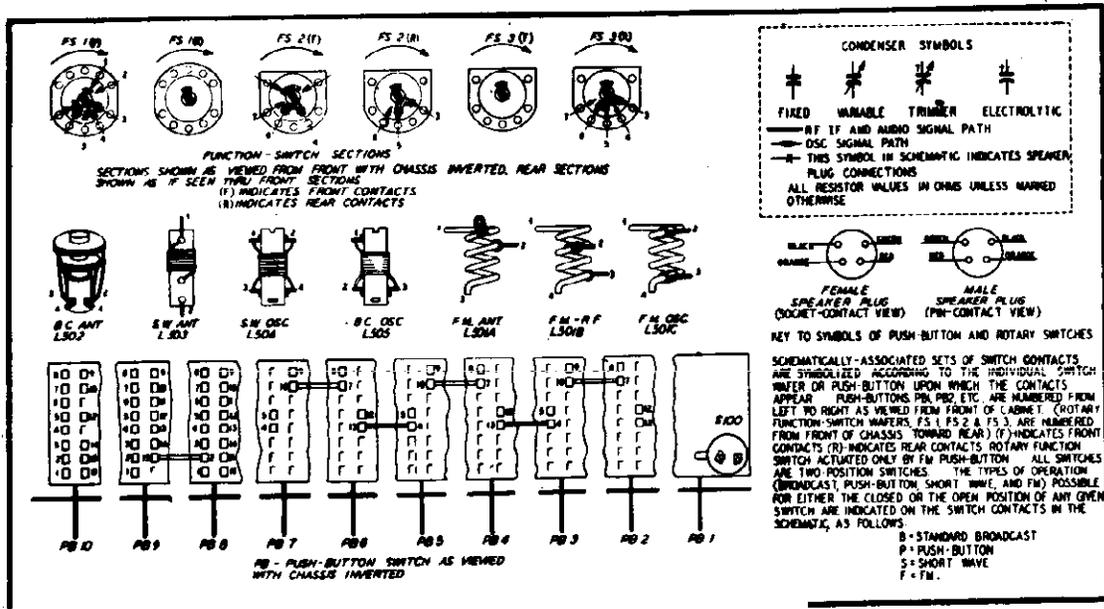 FS 1(F) FS 1(R) FS 2(F) FS 2(R) FS 3(F) FS 3(R)
FUNCTION-SWITCH SECTIONS
SECTIONS SHOWN AS VIEWED FROM FRONT WITH CHASSIS INVERTED, REAR SECTIONS
SHOWN AS IF SEEN THRU FRONT SECTIONS
(F) INDICATES FRONT CONTACTS
(R) INDICATES REAR CONTACTS
CONDENSER SYMBOLS
FIXED VARIABLE TRIMMER ELECTROLYTIC
RF IF AND AUDIO SIGNAL PATH
OSC SIGNAL PATH
THIS SYMBOL IN SCHEMATIC INDICATES SPEAKER
PLUG CONNECTIONS
ALL RESISTOR VALUES IN OHMS UNLESS MARKED
OTHERWISE
B.C. ANT
L502
S.W. ANT
L503
S.W. OSC
L504
B.C. OSC
L505
F.M. ANT
L501A
F.M.-R.F
L501B
F.M. OSC
L501C
BLACK GREEN
ORANGE RED
FEMALE
SPEAKER PLUG
(SOCKET-CONTACT VIEW)
GREEN BLACK
RED ORANGE
MALE
SPEAKER PLUG
(PIN-CONTACT VIEW)
KEY TO SYMBOLS OF PUSH-BUTTON AND ROTARY SWITCHES
SCHEMATICALLY-ASSOCIATED SETS OF SWITCH CONTACTS
ARE SYMBOLIZED ACCORDING TO THE INDIVIDUAL SWITCH
WAFER OR PUSH-BUTTON UPON WHICH THE CONTACTS
APPEAR PUSH-BUTTONS, PB1, PB2, ETC., ARE NUMBERED FROM
LEFT TO RIGHT AS VIEWED FROM FRONT OF CABINET. (ROTARY
FUNCTION-SWITCH WAFERS, FS 1, FS 2 & FS 3, ARE NUMBERED
FROM FRONT OF CHASSIS TOWARD REAR) (F)-INDICATES FRONT
CONTACTS (R)-INDICATES REAR CONTACTS ROTARY FUNCTION
SWITCH ACTUATED ONLY BY FM PUSH-BUTTON ALL SWITCHES
ARE TWO-POSITION SWITCHES. THE TYPES OF OPERATION
(BROADCAST, PUSH-BUTTON, SHORT WAVE, AND FM) POSSIBLE
FOR EITHER THE CLOSED OR THE OPEN POSITION OF ANY GIVEN
SWITCH ARE INDICATED ON THE SWITCH CONTACTS IN THE
SCHEMATIC, AS FOLLOWS:
B = STANDARD BROADCAST
P = PUSH-BUTTON
S = SHORT WAVE
F = FM.
S100
PB 10 PB 9 PB 8 PB 7 PB 6 PB 5 PB 4 PB 3 PB 2 PB 1
PB - PUSH-BUTTON SWITCH AS VIEWED
WITH CHASSIS INVERTED